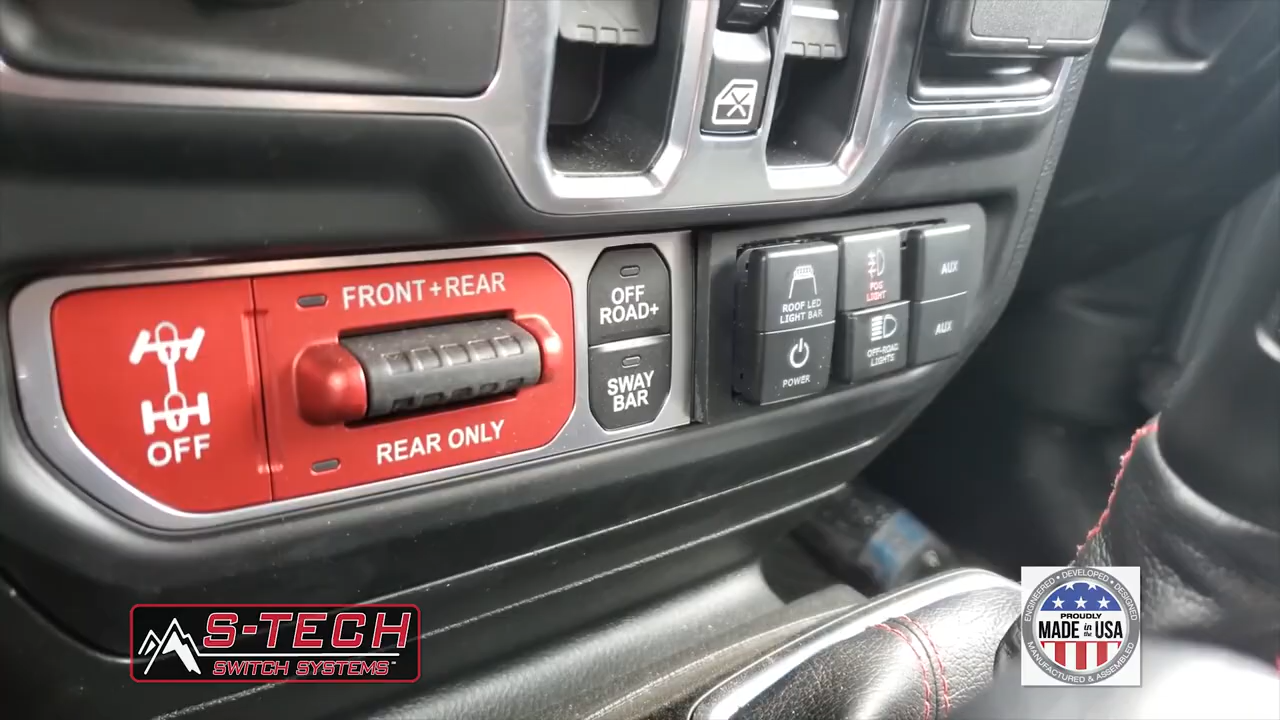 FRONT+REAR
OFF
REAR ONLY
OFF
ROAD+
SWAY
BAR
ROOF LED
LIGHT BAR
POWER
FOG
LIGHT
OFF-ROAD
LIGHTS
AUX
AUX
S-TECH
SWITCH SYSTEMS™
ENGINEERED • DEVELOPED • DESIGNED
PROUDLY
MADE in the USA
MANUFACTURED & ASSEMBLED